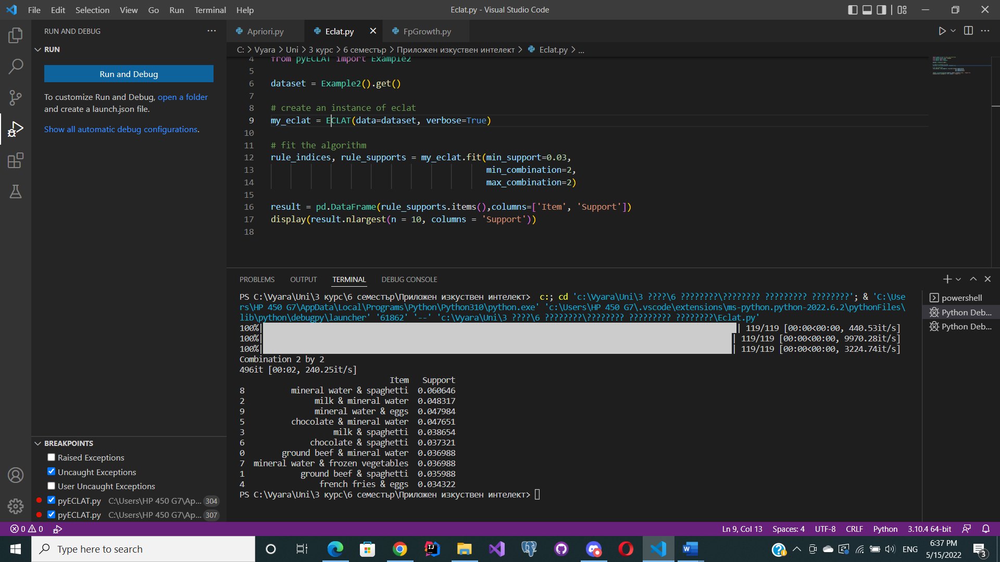 File Edit Selection View Go Run Terminal Help
Eclat.py - Visual Studio Code
RUN AND DEBUG
RUN
Run and Debug
To customize Run and Debug, open a folder
and create a launch.json file.
Show all automatic debug configurations.
BREAKPOINTS
Raised Exceptions
Uncaught Exceptions
User Uncaught Exceptions
pyECLAT.py C:\Users\HP 450 G7\Ap... 304
pyECLAT.py C:\Users\HP 450 G7\Ap... 307
Apriori.py Eclat.py FpGrowth.py
C: > Vyara > Uni > 3 курс > 6 семестър > Приложен изкуствен интелект > Eclat.py > ...
4 from pyECLAT import Example2
5
6 dataset = Example2().get()
7
8 # create an instance of eclat
9 my_eclat = ECLAT(data=dataset, verbose=True)
10
11 # fit the algorithm
12 rule_indices, rule_supports = my_eclat.fit(min_support=0.03,
13 min_combination=2,
14 max_combination=2)
15
16 result = pd.DataFrame(rule_supports.items(),columns=['Item', 'Support'])
17 display(result.nlargest(n = 10, columns = 'Support'))
18
PROBLEMS OUTPUT TERMINAL DEBUG CONSOLE
PS C:\Vyara\Uni\3 курс\6 семестър\Приложен изкуствен интелект> c:; cd 'c:\Vyara\Uni\3 ????\6 ????????\???????? ????????? ????????'; & 'C:\Use
rs\HP 450 G7\AppData\Local\Programs\Python\Python310\python.exe' 'c:\Users\HP 450 G7\.vscode\extensions\ms-python.python-2022.6.2\pythonFiles\
lib\python\debugpy\launcher' '61862' '--' 'c:\Vyara\Uni\3 ????\6 ????????\???????? ????????? ????????\Eclat.py'
100%| | 119/119 [00:00<00:00, 440.53it/s]
100%| | 119/119 [00:00<00:00, 9970.28it/s]
100%| | 119/119 [00:00<00:00, 3224.74it/s]
Combination 2 by 2
496it [00:02, 240.25it/s]
Item Support
8 mineral water & spaghetti 0.060646
2 milk & mineral water 0.048317
9 mineral water & eggs 0.047984
5 chocolate & mineral water 0.047651
3 milk & spaghetti 0.038654
6 chocolate & spaghetti 0.037321
0 ground beef & mineral water 0.036988
7 mineral water & frozen vegetables 0.036988
1 ground beef & spaghetti 0.035988
4 french fries & eggs 0.034322
PS C:\Vyara\Uni\3 курс\6 семестър\Приложен изкуствен интелект>
powershell
Python Deb...
Python Deb...
0 0
Ln 9, Col 13 Spaces: 4 UTF-8 CRLF Python 3.10.4 64-bit
Type here to search
ENG
6:37 PM
5/15/2022
3